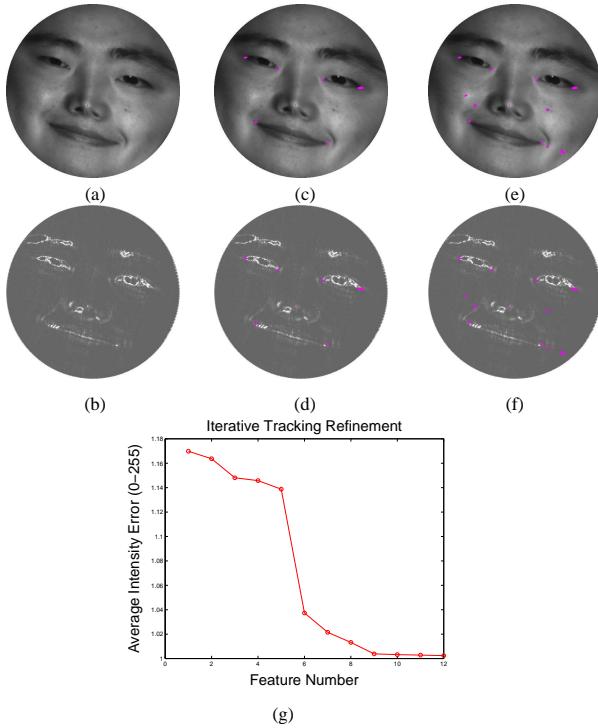 (a) (c) (e)
(b) (d) (f)
Iterative Tracking Refinement
Average Intensity Error (0−255)
1.18
1.16
1.14
1.12
1.1
1.08
1.06
1.04
1.02
1
0 2 4 6 8 10 12
Feature Number
(g)